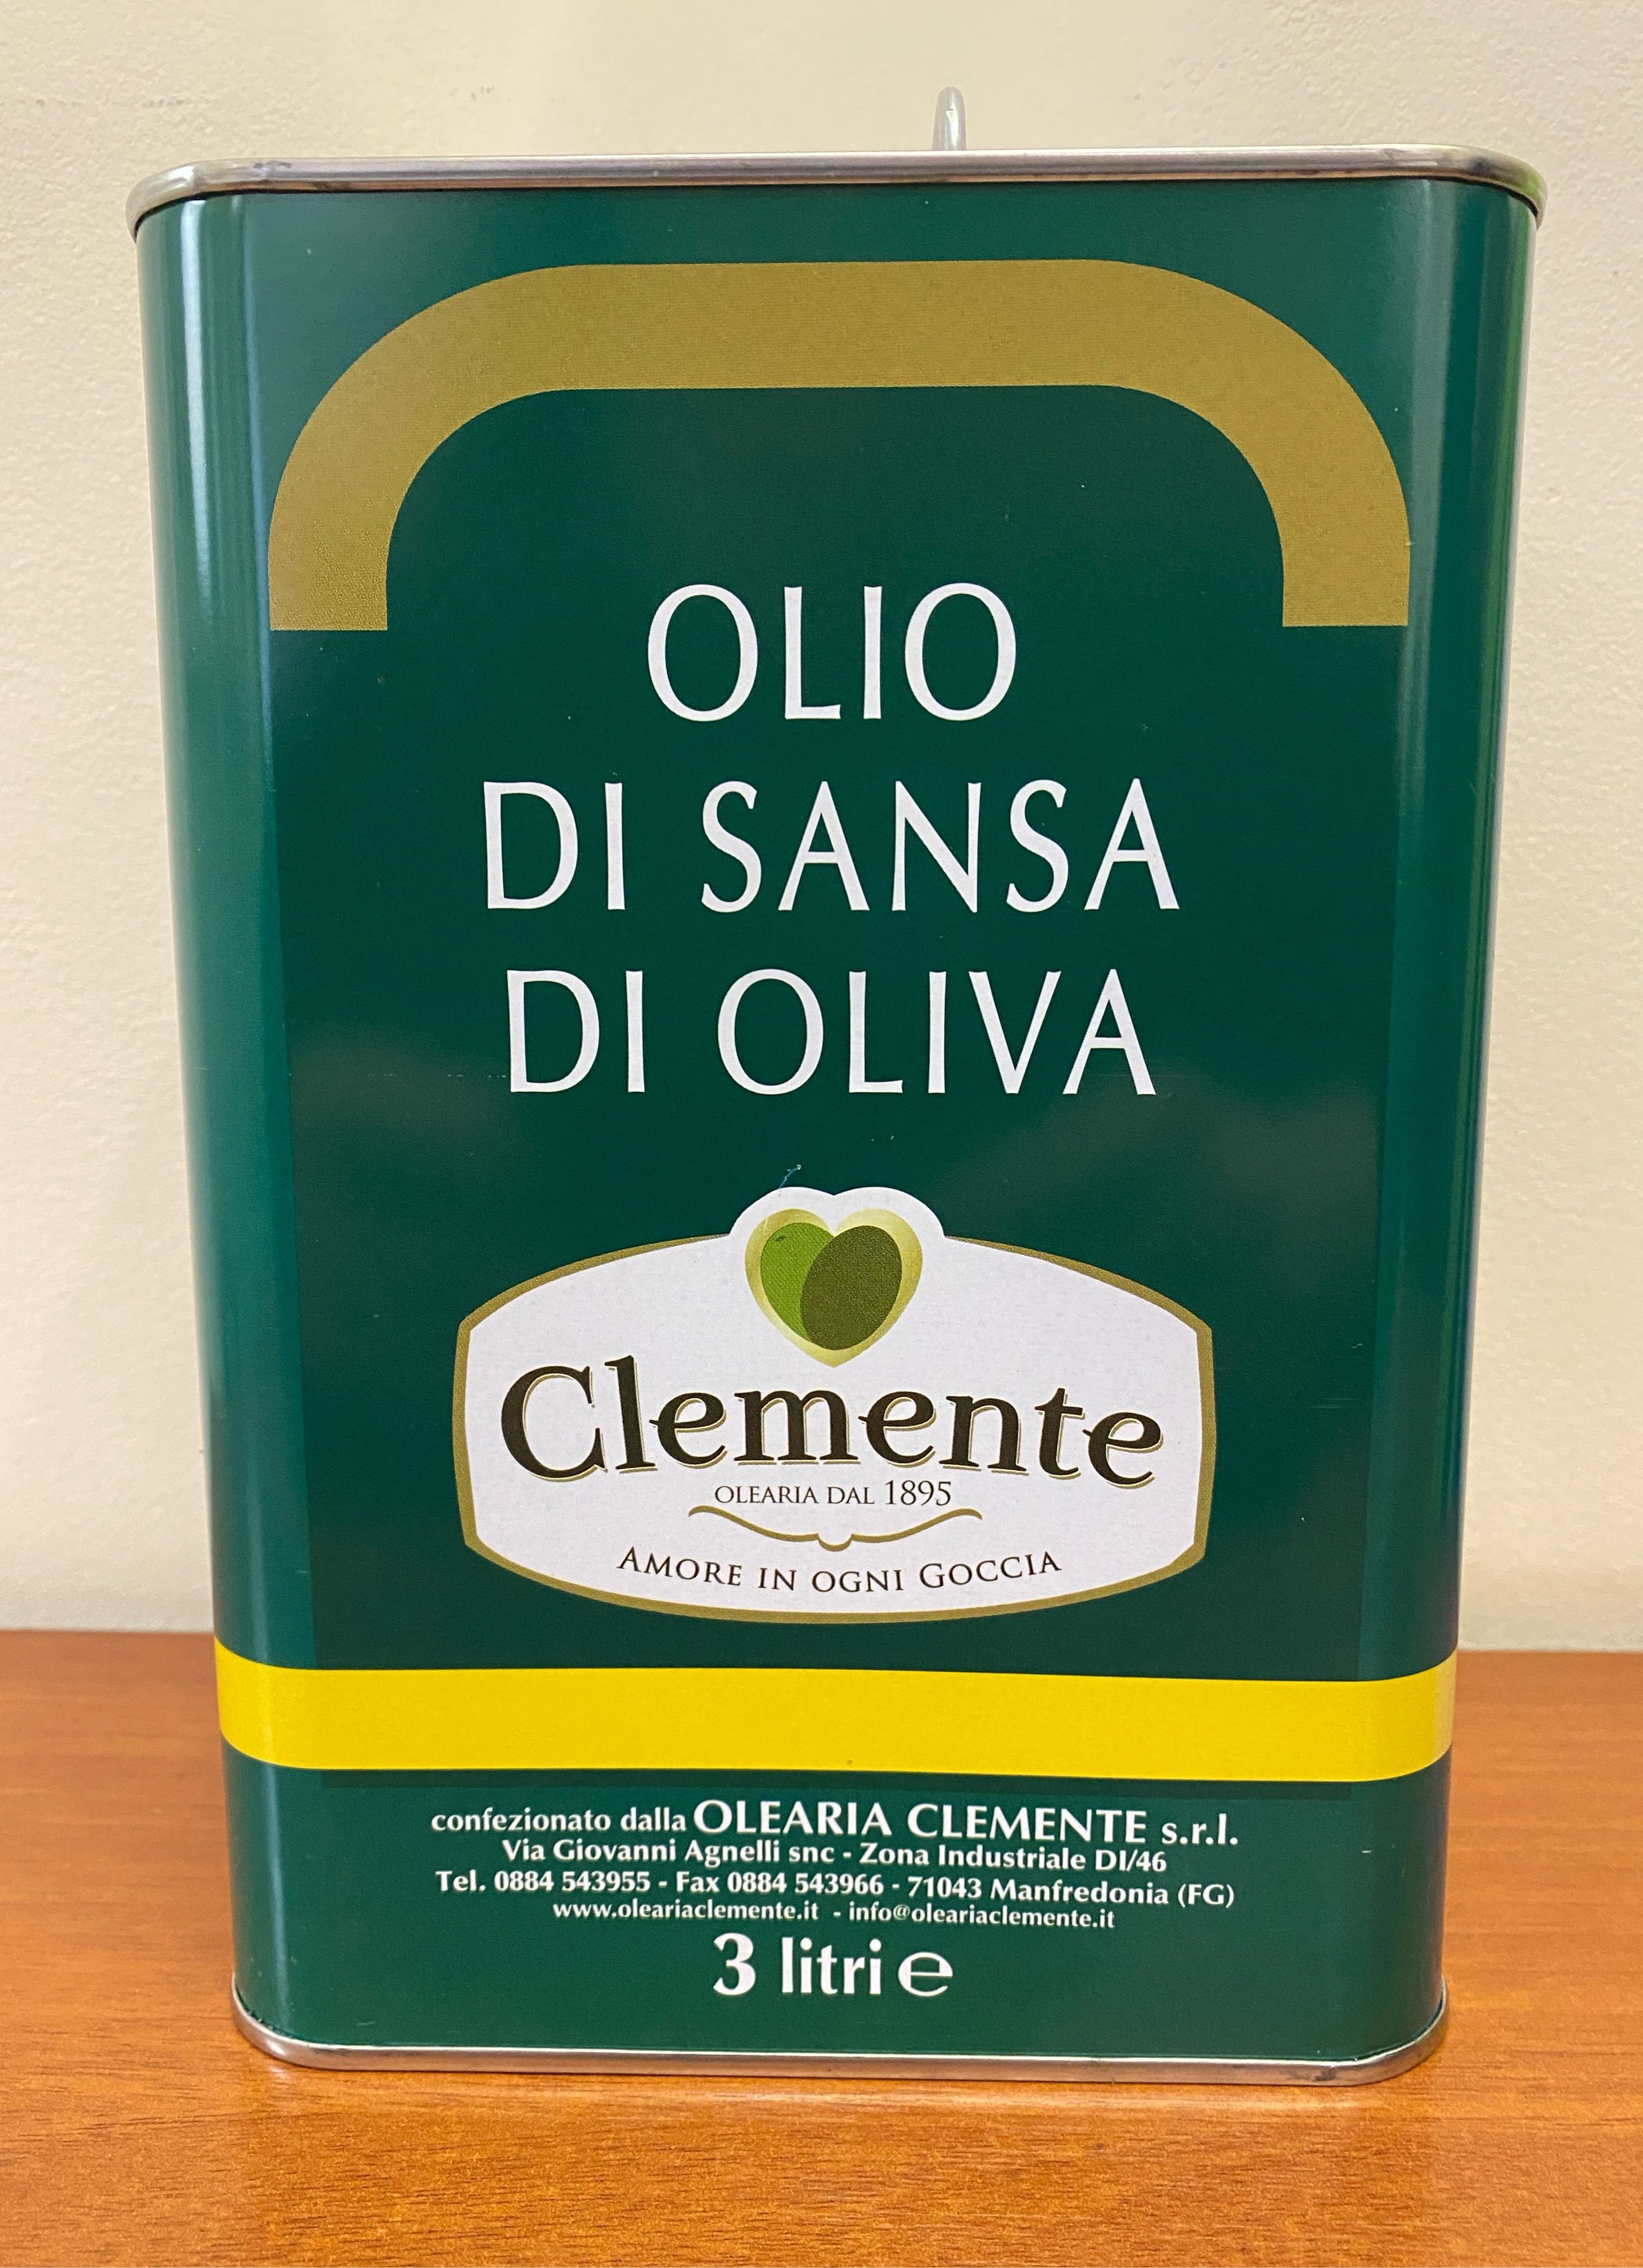 OLIO
DI SANSA
DI OLIVA
Clemente
OLEARIA DAL 1895
AMORE IN OGNI GOCCIA
confezionato dalla OLEARIA CLEMENTE s.r.l.
Via Giovanni Agnelli snc - Zona Industriale DI/46
Tel. 0884 543955 - Fax 0884 543966 - 71043 Manfredonia (FG)
www.oleariaclemente.it - info@oleariaclemente.it
3 litri ℮